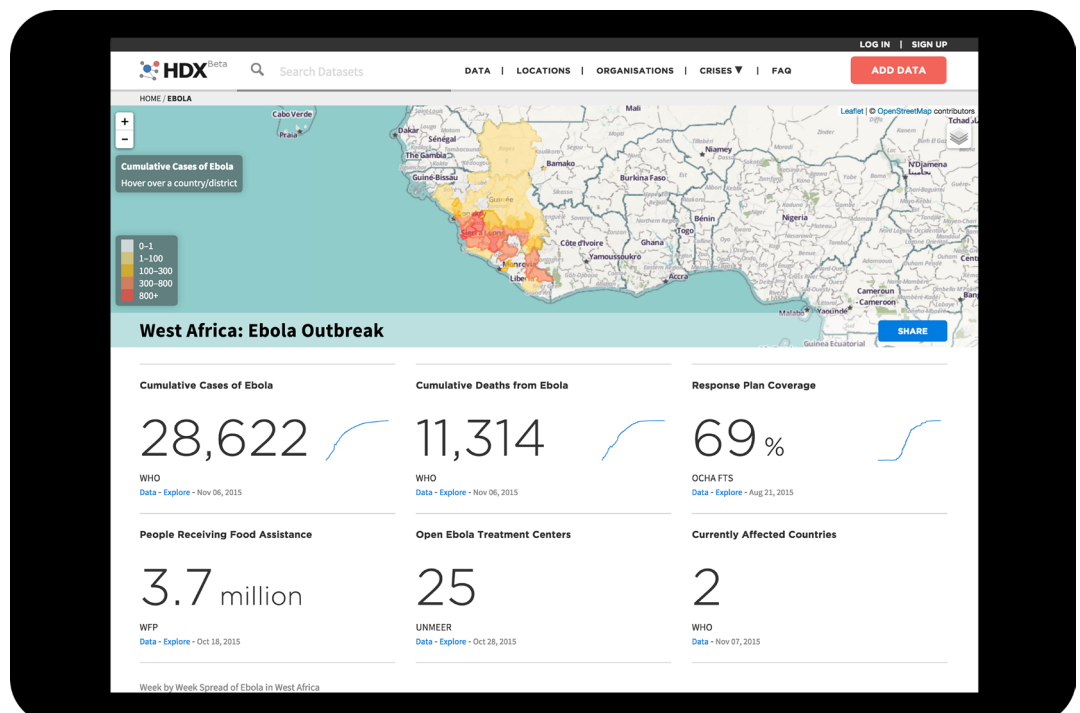 LOG IN | SIGN UP
HDX Beta
Search Datasets
DATA | LOCATIONS | ORGANISATIONS | CRISES ▼ | FAQ
ADD DATA
HOME / EBOLA
+
−
Cumulative Cases of Ebola
Hover over a country/district
0–1
1–100
100–300
300–800
800+
Leaflet | © OpenStreetMap contributors
Cabo Verde
Praia
Mali
Dakar
Sénégal
The Gambia
Guiné-Bissau
Bamako
Burkina Faso
Niamey
N'Djamena
Guinée
Sierra Leone
Monrovia
Côte d'Ivoire
Yamoussoukro
Ghana
Togo
Bénin
Accra
Nigeria
Cameroun
- Cameroon
Malabo
Yaoundé
Guinea Ecuatorial
West Africa: Ebola Outbreak
SHARE
Cumulative Cases of Ebola
28,622
WHO
Data - Explore - Nov 06, 2015
Cumulative Deaths from Ebola
11,314
WHO
Data - Explore - Nov 06, 2015
Response Plan Coverage
69 %
OCHA FTS
Data - Explore - Aug 21, 2015
People Receiving Food Assistance
3.7 million
WFP
Data - Explore - Oct 18, 2015
Open Ebola Treatment Centers
25
UNMEER
Data - Explore - Oct 28, 2015
Currently Affected Countries
2
WHO
Data - Nov 07, 2015
Week by Week Spread of Ebola in West Africa